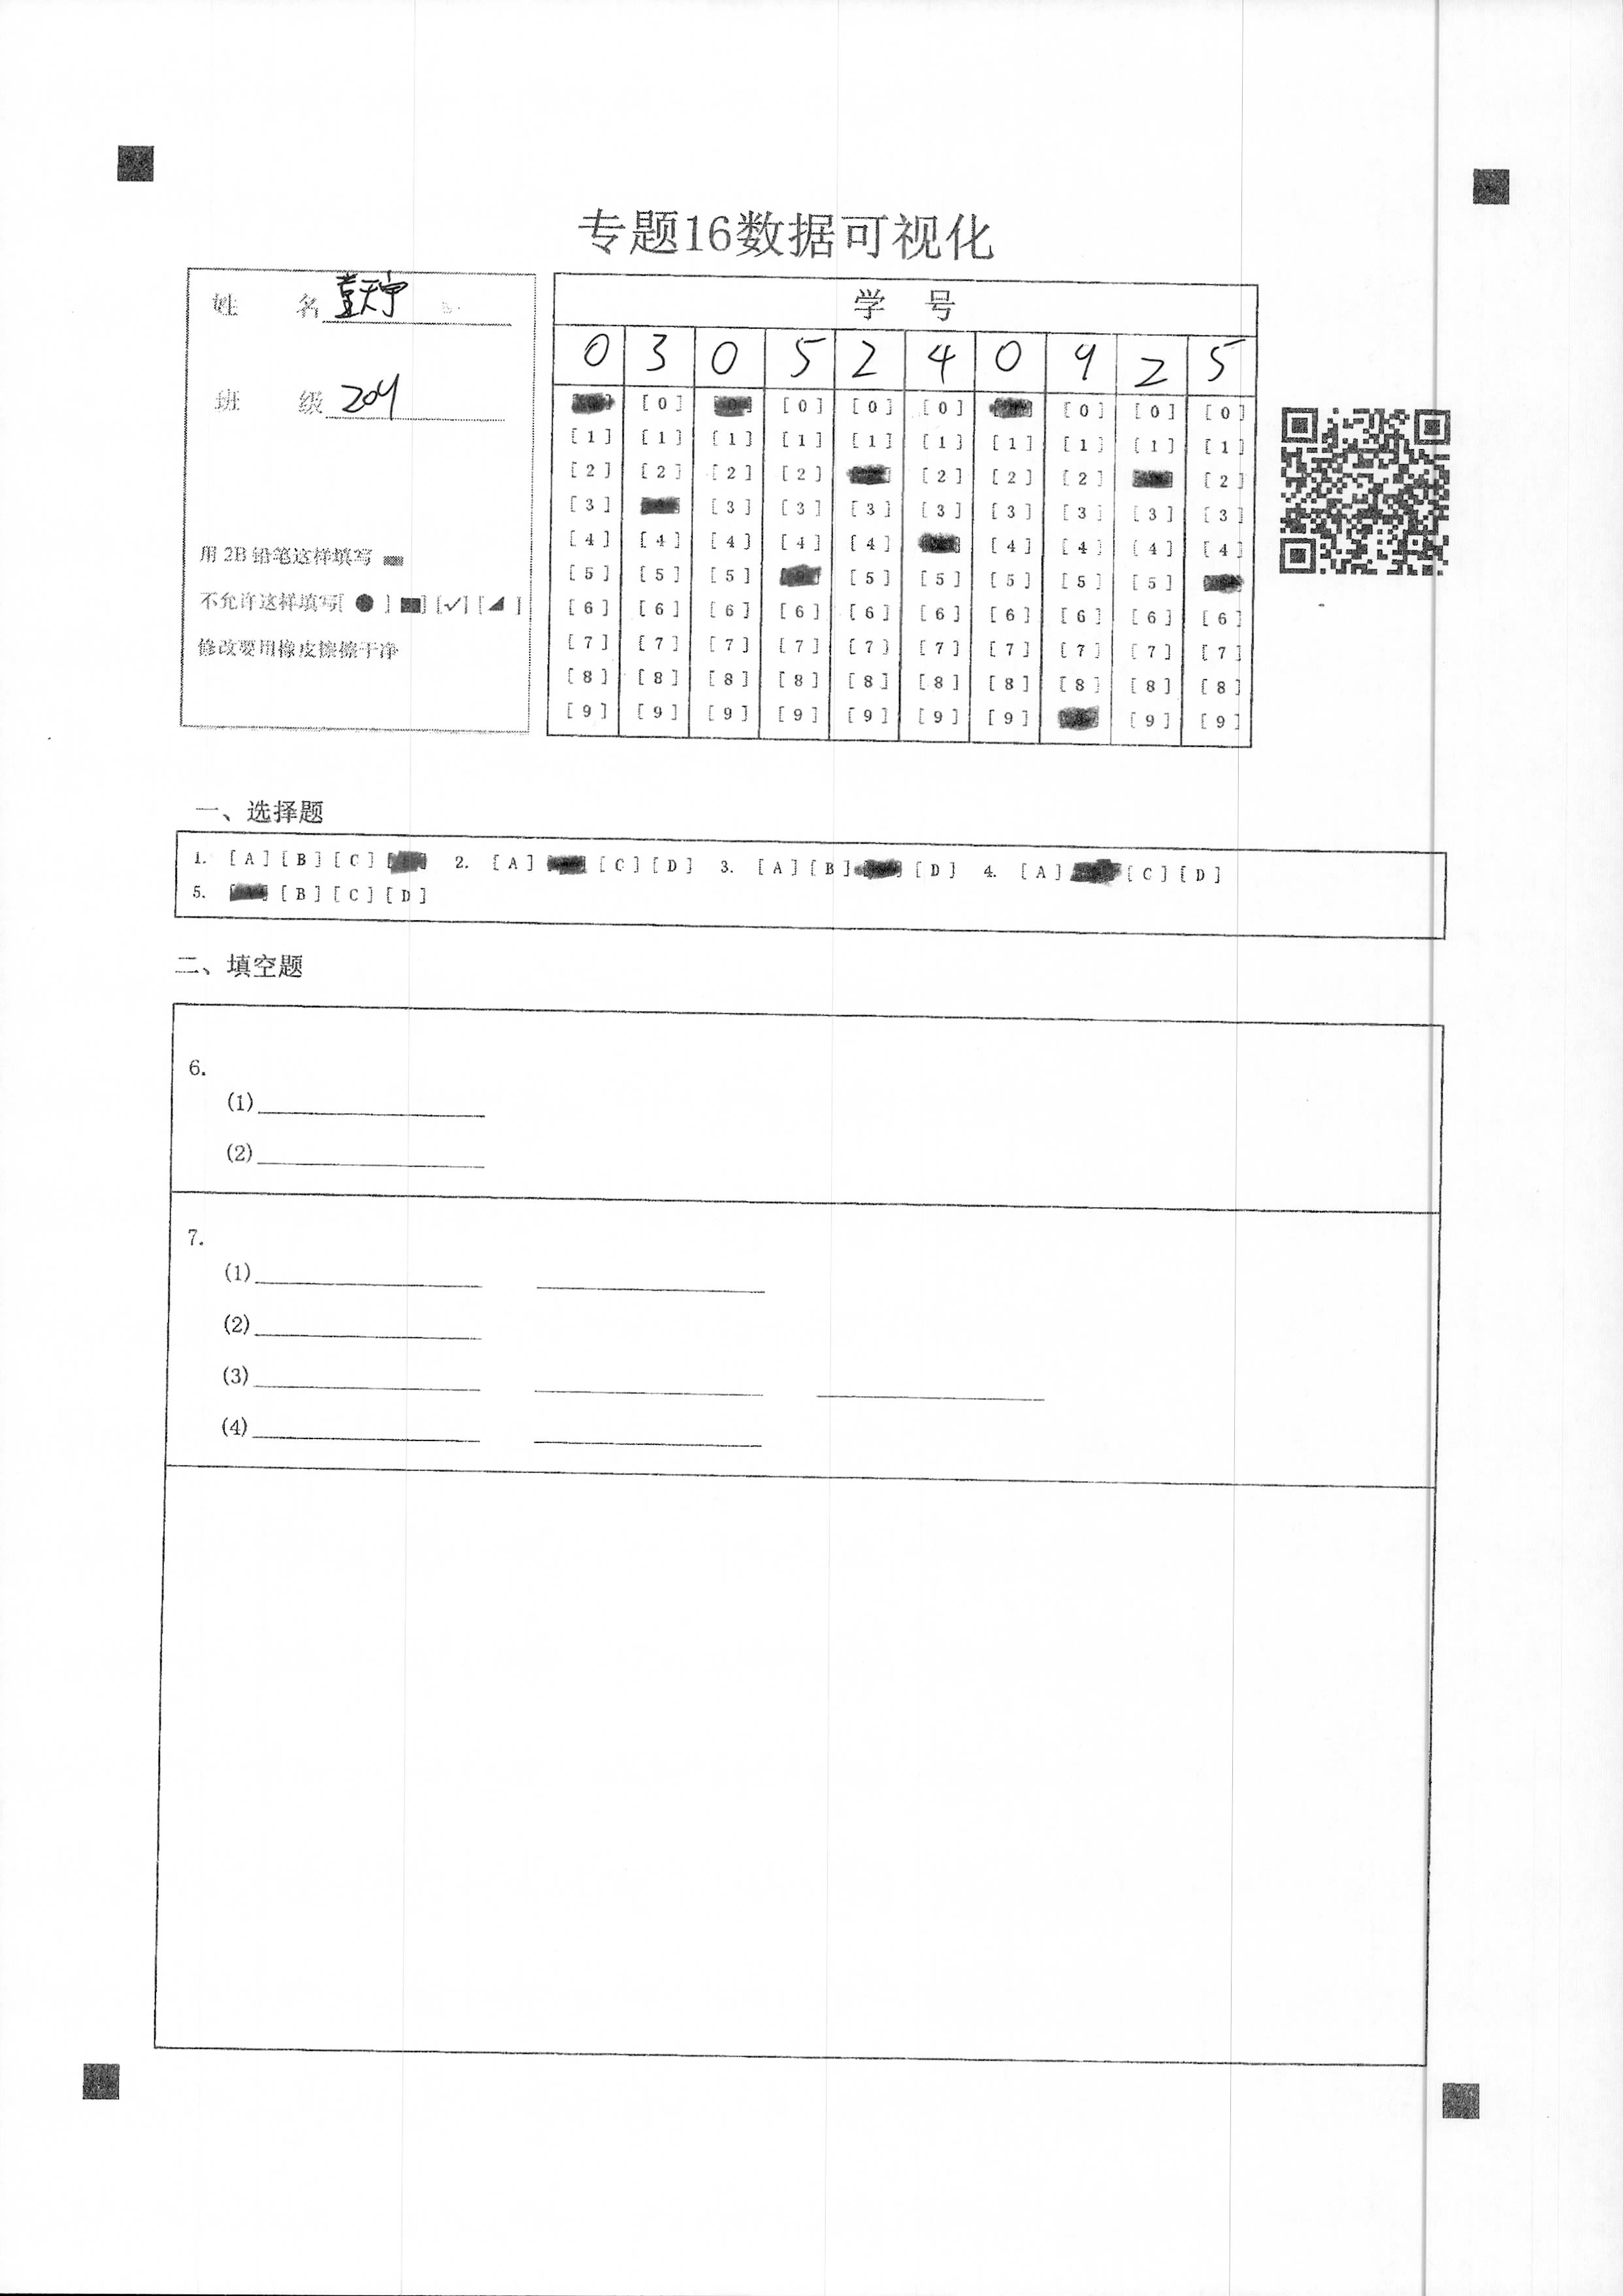 专题16数据可视化
姓 名 董天宇
班 级 204
用2B铅笔这样填写
不允许这样填写[ ● ] [■] [✓] [◢ ]
修改要用橡皮擦擦干净
学 号
0 3 0 5 2 4 0 9 2 5
[0] [0] [0] [0] [0] [0] [0]
[1] [1] [1] [1] [1] [1] [1] [1] [1] [1]
[2] [2] [2] [2] [2] [2] [2] [2]
[3] [3] [3] [3] [3] [3] [3] [3] [3]
[4] [4] [4] [4] [4] [4] [4] [4] [4]
[5] [5] [5] [5] [5] [5] [5] [5]
[6] [6] [6] [6] [6] [6] [6] [6] [6] [6]
[7] [7] [7] [7] [7] [7] [7] [7] [7] [7]
[8] [8] [8] [8] [8] [8] [8] [8] [8] [8]
[9] [9] [9] [9] [9] [9] [9] [9] [9]
一、选择题
1. [A] [B] [C] 2. [A] [C] [D] 3. [A] [B] [D] 4. [A] [C] [D]
5. [B] [C] [D]
二、填空题
6.
(1)
(2)
7.
(1)
(2)
(3)
(4)